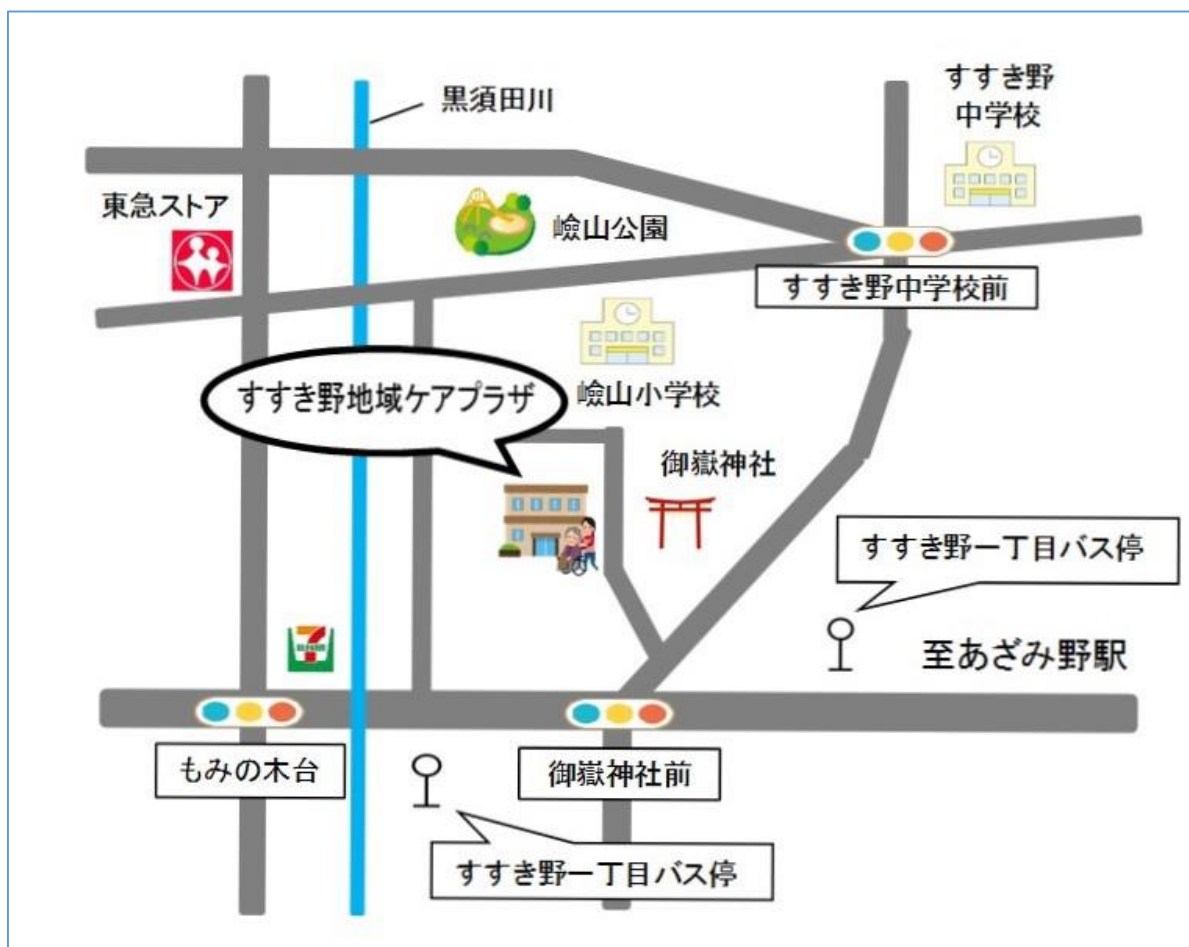 すすき野
中学校
黒須田川
東急ストア
嶮山公園
すすき野中学校前
すすき野地域ケアプラザ
嶮山小学校
御嶽神社
すすき野一丁目バス停
至あざみ野駅
もみの木台
御嶽神社前
すすき野一丁目バス停